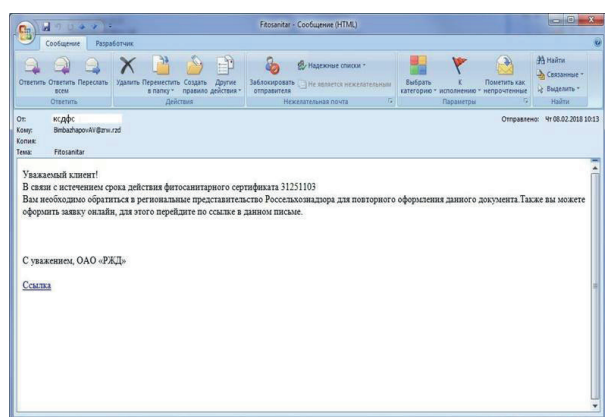 Fitosanitar - Сообщение (HTML)
Сообщение Разработчик
Ответить Ответить всем Переслать
Ответить
Удалить Переместить в папку Создать правило Другие действия
Действия
Заблокировать отправителя Надежные списки Не является нежелательным
Нежелательная почта
Выбрать категорию К исполнению Пометить как непрочтенные
Параметры
Найти
Связанные
Выделить
Найти
От: ксдфс Отправлено: Чт 08.02.2018 10:13
Кому: BimbazhapovAV@zrw.rzd
Копия:
Тема: Fitosanitar
Уважаемый клиент!
В связи с истечением срока действия фитосанитарного сертификата 31251103
Вам необходимо обратиться в региональные представительство Россельхознадзора для повторного оформления данного документа.Также вы можете
оформить заявку онлайн, для этого перейдите по ссылке в данном письме.
С уважением, ОАО «РЖД»
Ссылка